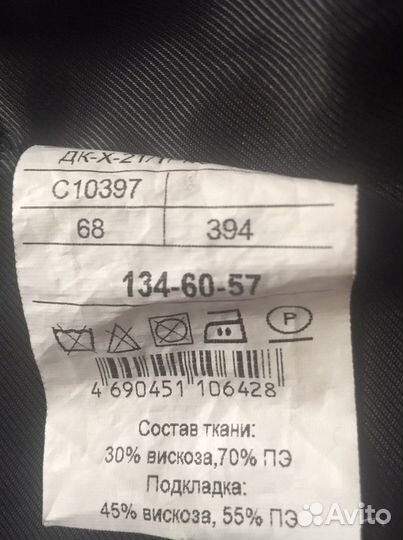 С10397
68 394
134-60-57
P
4 690451 106428
Состав ткани:
30% вискоза,70% ПЭ
Подкладка:
45% вискоза, 55% ПЭ
Avito